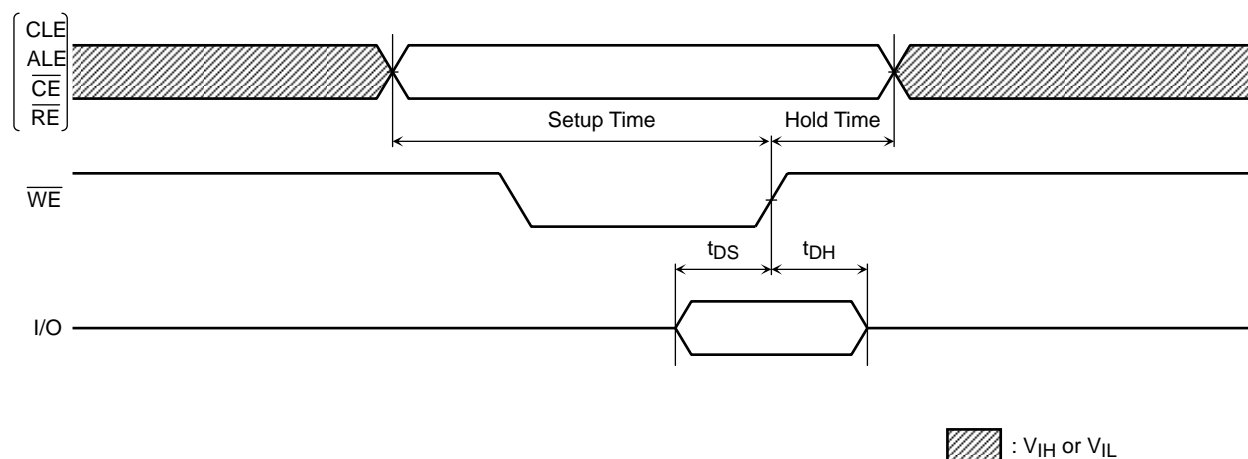 CLE
ALE
CE
RE
Setup Time
Hold Time
WE
tDS
tDH
I/O
: VIH or VIL